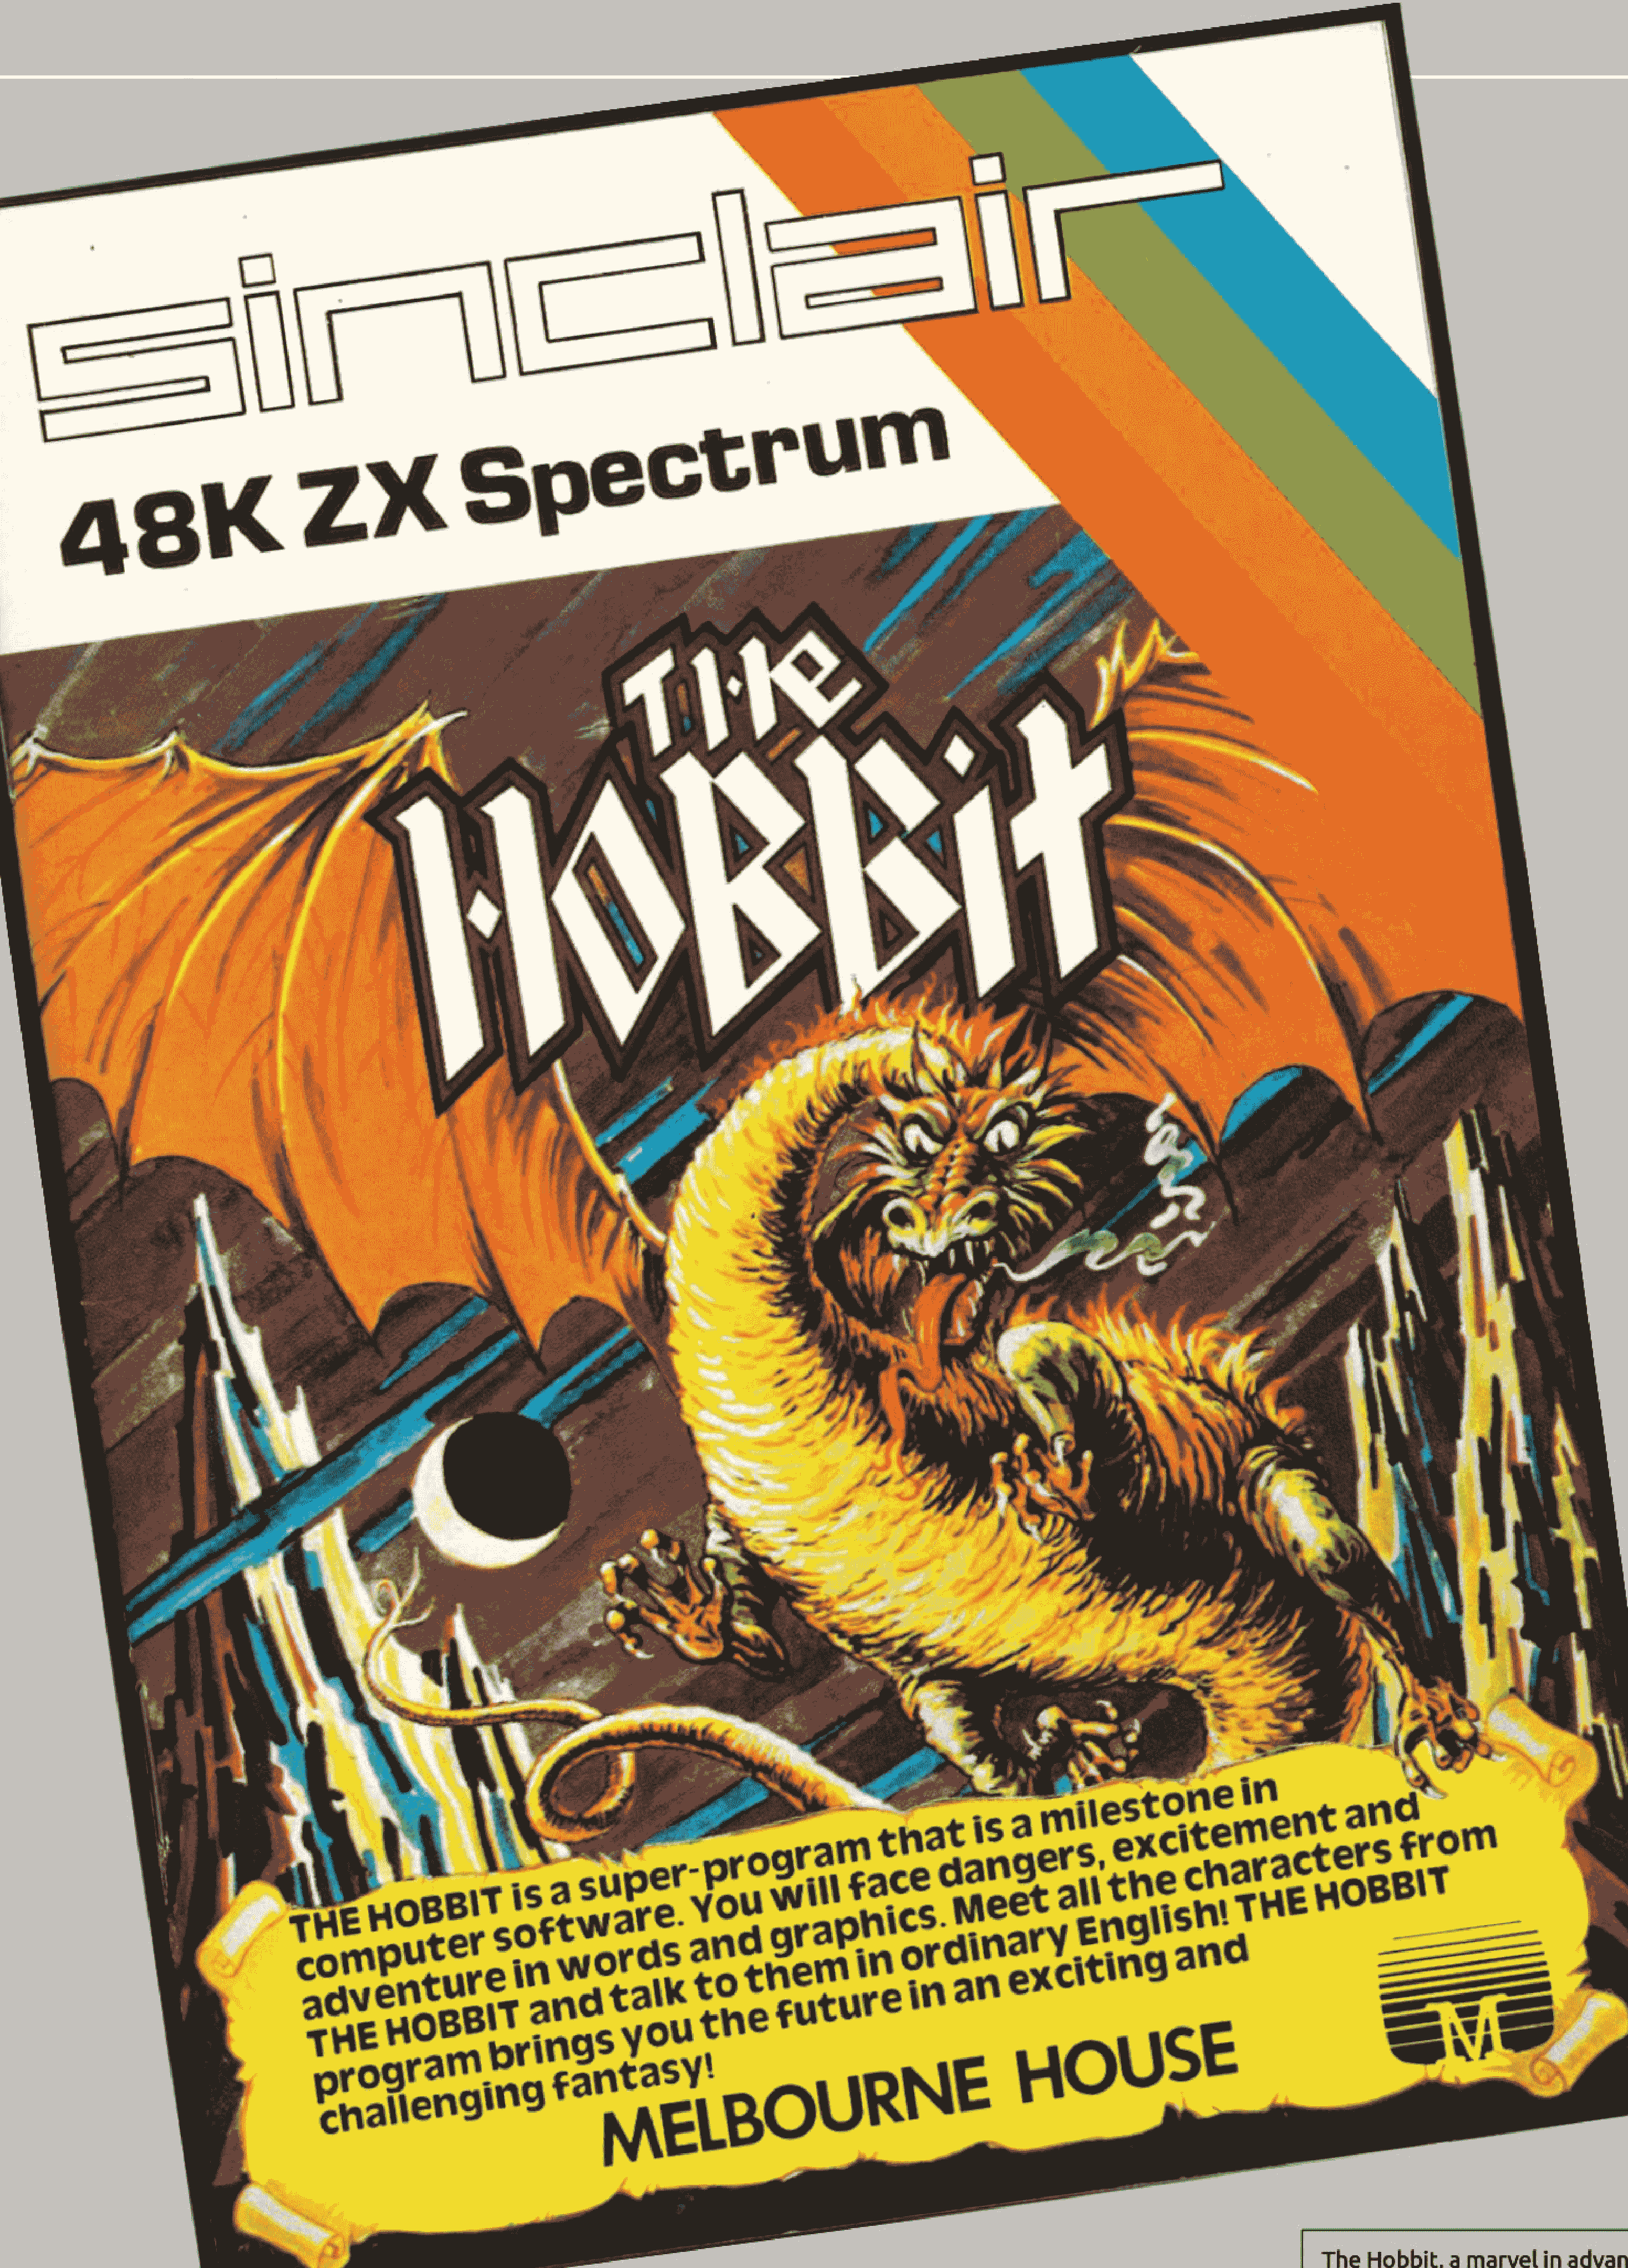 sinclair
48K ZX Spectrum
THE
HOBBIT
THE HOBBIT is a super-program that is a milestone in
computer software. You will face dangers, excitement and
adventure in words and graphics. Meet all the characters from
THE HOBBIT and talk to them in ordinary English! THE HOBBIT
program brings you the future in an exciting and
challenging fantasy!
MELBOURNE HOUSE
M
The Hobbit, a marvel in advan